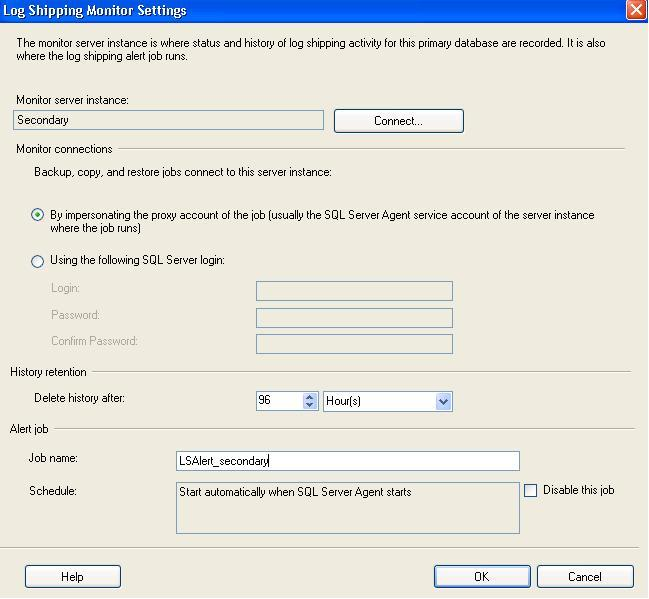 Log Shipping Monitor Settings
The monitor server instance is where status and history of log shipping activity for this primary database are recorded. It is also
where the log shipping alert job runs.
Monitor server instance:
Secondary
Connect...
Monitor connections
Backup, copy, and restore jobs connect to this server instance:
By impersonating the proxy account of the job (usually the SQL Server Agent service account of the server instance
where the job runs)
Using the following SQL Server login:
Login:
Password:
Confirm Password:
History retention
Delete history after:
96
Hour(s)
Alert job
Job name:
LSAlert_secondary
Schedule:
Start automatically when SQL Server Agent starts
Disable this job
Help
OK
Cancel